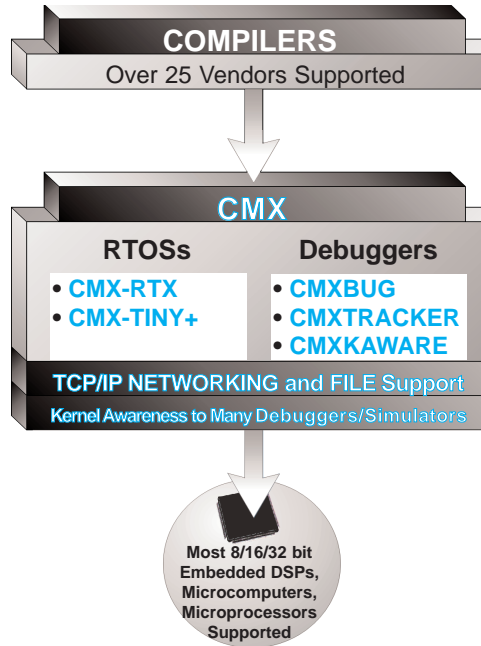 COMPILERS
Over 25 Vendors Supported
CMX
RTOSs
• CMX-RTX
• CMX-TINY+
Debuggers
• CMXBUG
• CMXTRACKER
• CMXKAWARE
TCP/IP NETWORKING and FILE Support
Kernel Awareness to Many Debuggers/Simulators
Most 8/16/32 bit
Embedded DSPs,
Microcomputers,
Microprocessors
Supported